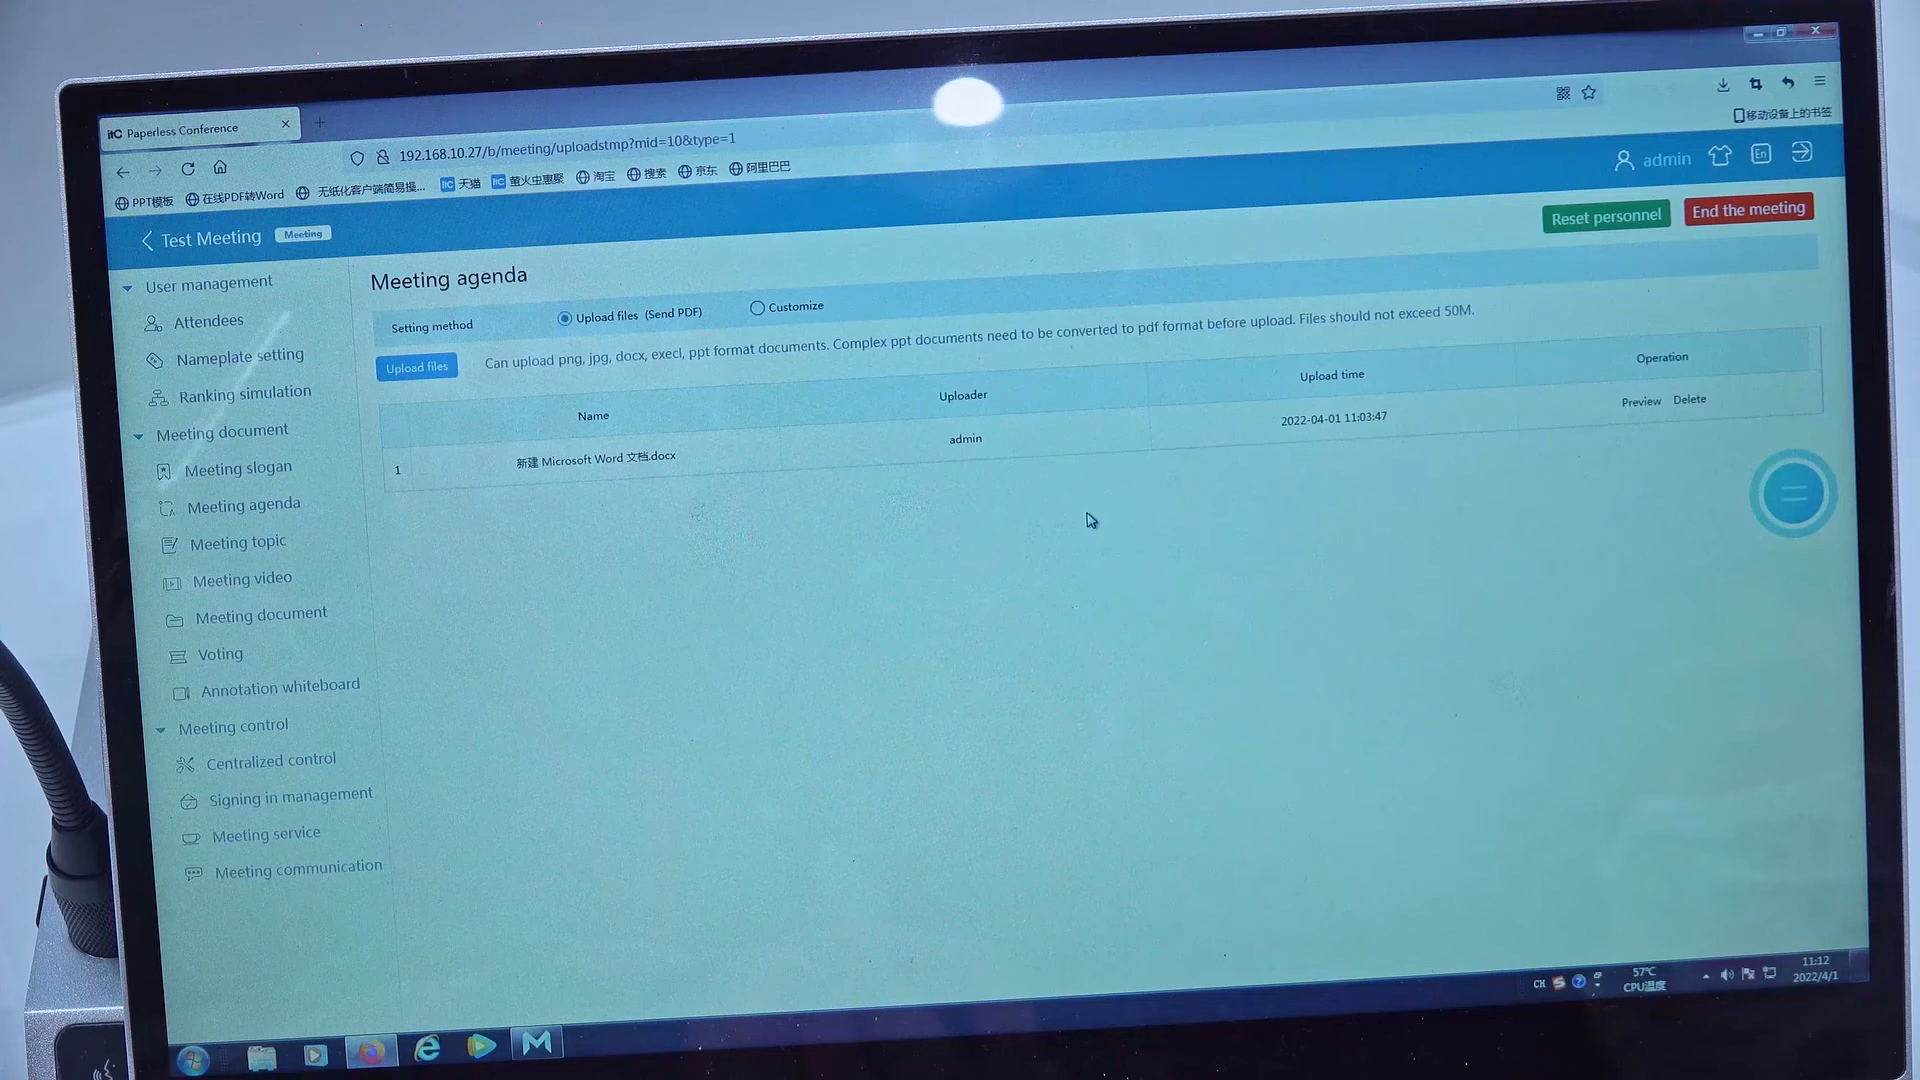 itC Paperless Conference
192.168.10.27/b/meeting/uploadstmp?mid=10&type=1
移动设备上的书签
PPT模板 在线PDF转Word 无纸化客户端简易操... itC 天猫 itC 萤火虫惠聚 淘宝 搜索 京东 阿里巴巴
admin En
Test Meeting Meeting
Reset personnel End the meeting
User management
Attendees
Nameplate setting
Ranking simulation
Meeting document
Meeting slogan
Meeting agenda
Meeting topic
Meeting video
Meeting document
Voting
Annotation whiteboard
Meeting control
Centralized control
Signing in management
Meeting service
Meeting communication
Meeting agenda
Setting method Upload files (Send PDF) Customize
Upload files Can upload png, jpg, docx, execl, ppt format documents. Complex ppt documents need to be converted to pdf format before upload. Files should not exceed 50M.
Name Uploader Upload time Operation
1 新建 Microsoft Word 文档.docx admin 2022-04-01 11:03:47 Preview Delete
CH 57℃ 11:12
CPU温度 2022/4/1